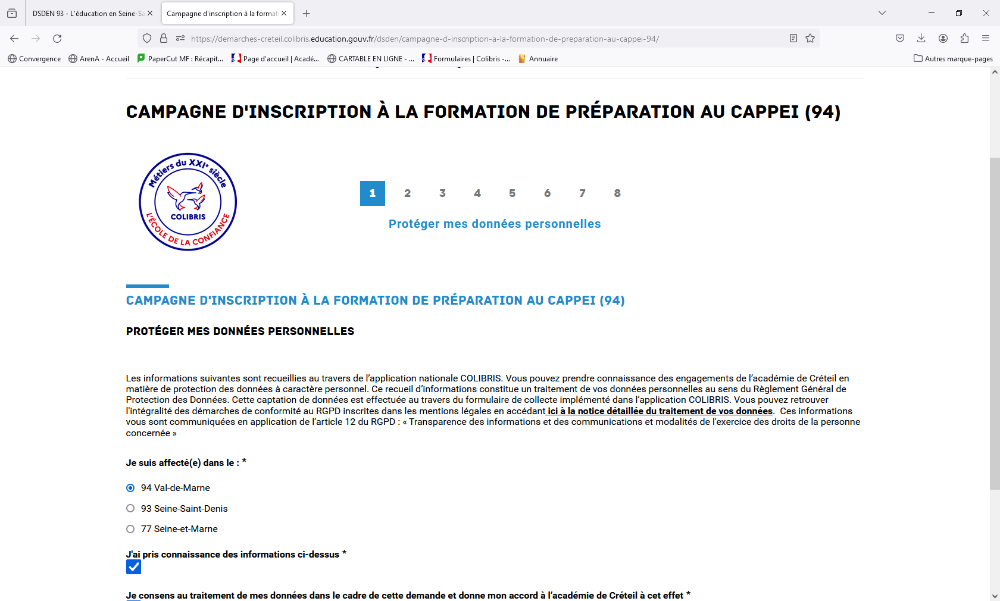 DSDEN 93 - L'éducation en Seine-Sa
Campagne d'inscription à la format
https://demarches-creteil.colibris.education.gouv.fr/dsden/campagne-d-inscription-a-la-formation-de-preparation-au-cappei-94/
Convergence
ArenA - Accueil
PaperCut MF : Récapit...
Page d'accueil | Acadé...
CARTABLE EN LIGNE - ...
Formulaires | Colibris -...
Annuaire
Autres marque-pages
CAMPAGNE D'INSCRIPTION À LA FORMATION DE PRÉPARATION AU CAPPEI (94)
Métiers du XXIe siècle
COLIBRIS
L'ÉCOLE DE LA CONFIANCE
1 2 3 4 5 6 7 8
Protéger mes données personnelles
CAMPAGNE D'INSCRIPTION À LA FORMATION DE PRÉPARATION AU CAPPEI (94)
PROTÉGER MES DONNÉES PERSONNELLES
Les informations suivantes sont recueillies au travers de l’application nationale COLIBRIS. Vous pouvez prendre connaissance des engagements de l’académie de Créteil en
matière de protection des données à caractère personnel. Ce recueil d’informations constitue un traitement de vos données personnelles au sens du Règlement Général de
Protection des Données. Cette captation de données est effectuée au travers du formulaire de collecte implémenté dans l’application COLIBRIS. Vous pouvez retrouver
l'intégralité des démarches de conformité au RGPD inscrites dans les mentions légales en accédant ici à la notice détaillée du traitement de vos données. Ces informations
vous sont communiquées en application de l’article 12 du RGPD : « Transparence des informations et des communications et modalités de l'exercice des droits de la personne
concernée »
Je suis affecté(e) dans le : *
94 Val-de-Marne
93 Seine-Saint-Denis
77 Seine-et-Marne
J'ai pris connaissance des informations ci-dessus *
Je consens au traitement de mes données dans le cadre de cette demande et donne mon accord à l’académie de Créteil à cet effet *